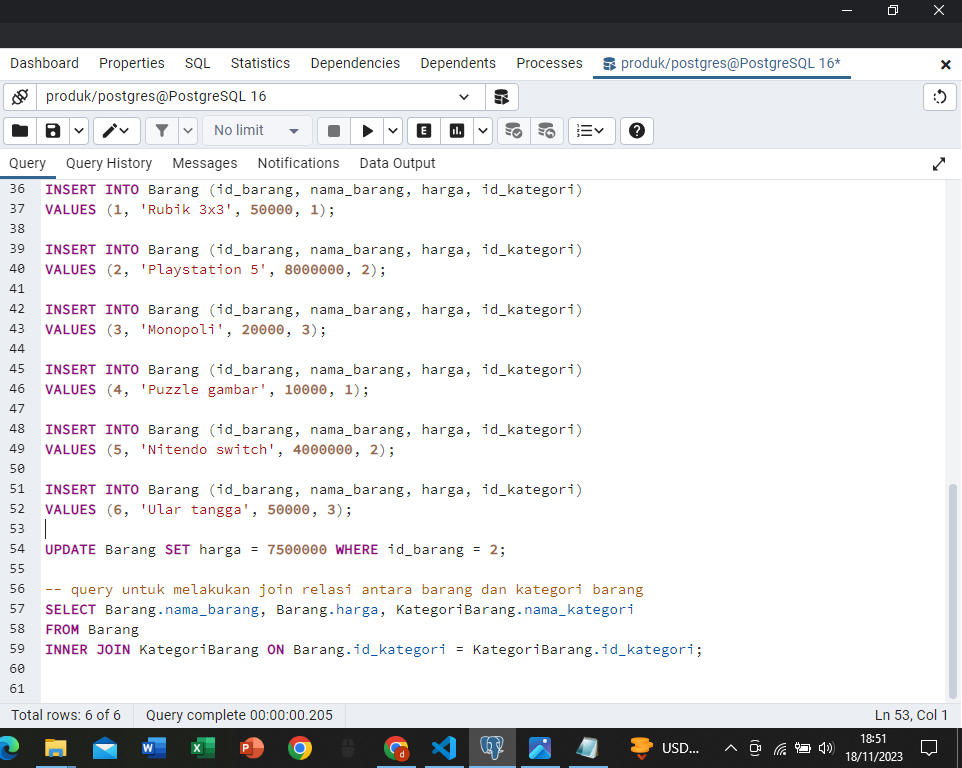 Dashboard Properties SQL Statistics Dependencies Dependents Processes produk/postgres@PostgreSQL 16*
produk/postgres@PostgreSQL 16
No limit
E
Query Query History Messages Notifications Data Output
36 INSERT INTO Barang (id_barang, nama_barang, harga, id_kategori)
37 VALUES (1, 'Rubik 3x3', 50000, 1);
38
39 INSERT INTO Barang (id_barang, nama_barang, harga, id_kategori)
40 VALUES (2, 'Playstation 5', 8000000, 2);
41
42 INSERT INTO Barang (id_barang, nama_barang, harga, id_kategori)
43 VALUES (3, 'Monopoli', 20000, 3);
44
45 INSERT INTO Barang (id_barang, nama_barang, harga, id_kategori)
46 VALUES (4, 'Puzzle gambar', 10000, 1);
47
48 INSERT INTO Barang (id_barang, nama_barang, harga, id_kategori)
49 VALUES (5, 'Nitendo switch', 4000000, 2);
50
51 INSERT INTO Barang (id_barang, nama_barang, harga, id_kategori)
52 VALUES (6, 'Ular tangga', 50000, 3);
53
54 UPDATE Barang SET harga = 7500000 WHERE id_barang = 2;
55
56 -- query untuk melakukan join relasi antara barang dan kategori barang
57 SELECT Barang.nama_barang, Barang.harga, KategoriBarang.nama_kategori
58 FROM Barang
59 INNER JOIN KategoriBarang ON Barang.id_kategori = KategoriBarang.id_kategori;
60
61
Total rows: 6 of 6 Query complete 00:00:00.205 Ln 53, Col 1
USD...
18:51
18/11/2023